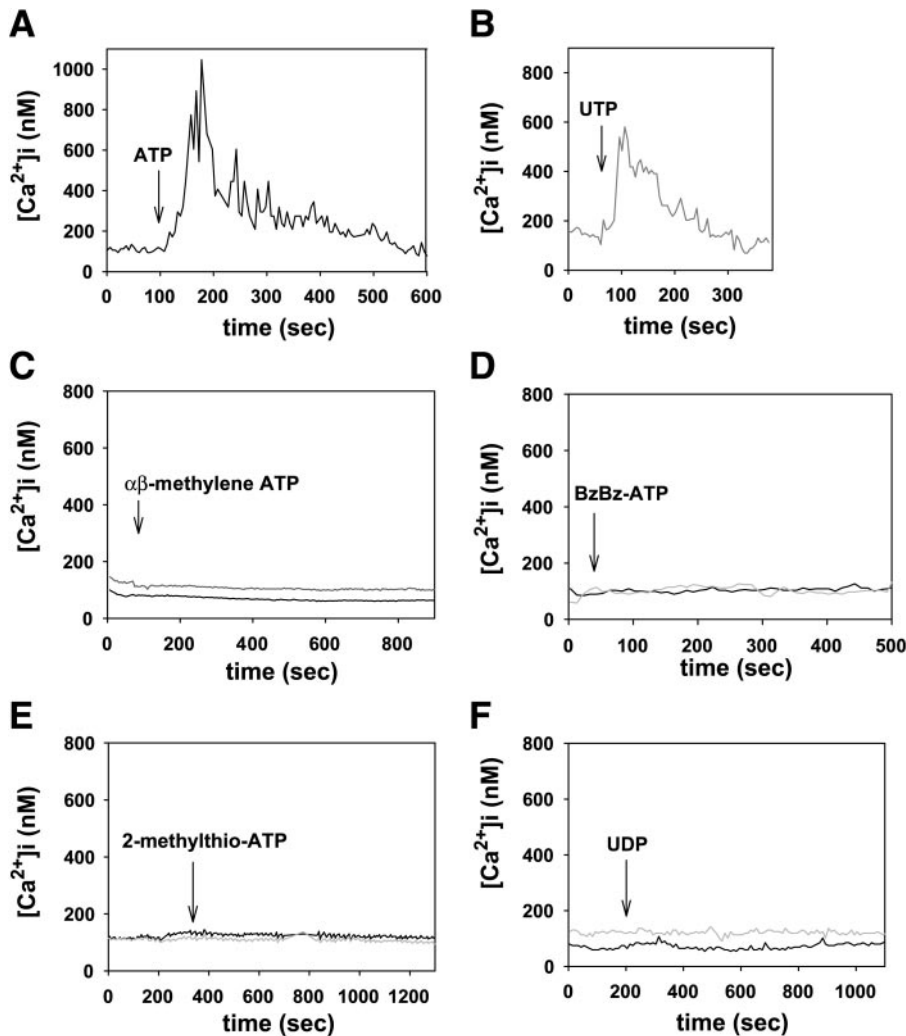 A
[Ca²⁺]i (nM)
1000
800
600
400
200
0
ATP
0 100 200 300 400 500 600
time (sec)
B
[Ca²⁺]i (nM)
800
600
400
200
0
UTP
0 100 200 300
time (sec)
C
[Ca²⁺]i (nM)
800
600
400
200
0
αβ-methylene ATP
0 200 400 600 800
time (sec)
D
[Ca²⁺]i (nM)
800
600
400
200
0
BzBz-ATP
0 100 200 300 400 500
time (sec)
E
[Ca²⁺]i (nM)
800
600
400
200
0
2-methylthio-ATP
0 200 400 600 800 1000 1200
time (sec)
F
[Ca²⁺]i (nM)
800
600
400
200
0
UDP
0 200 400 600 800 1000
time (sec)